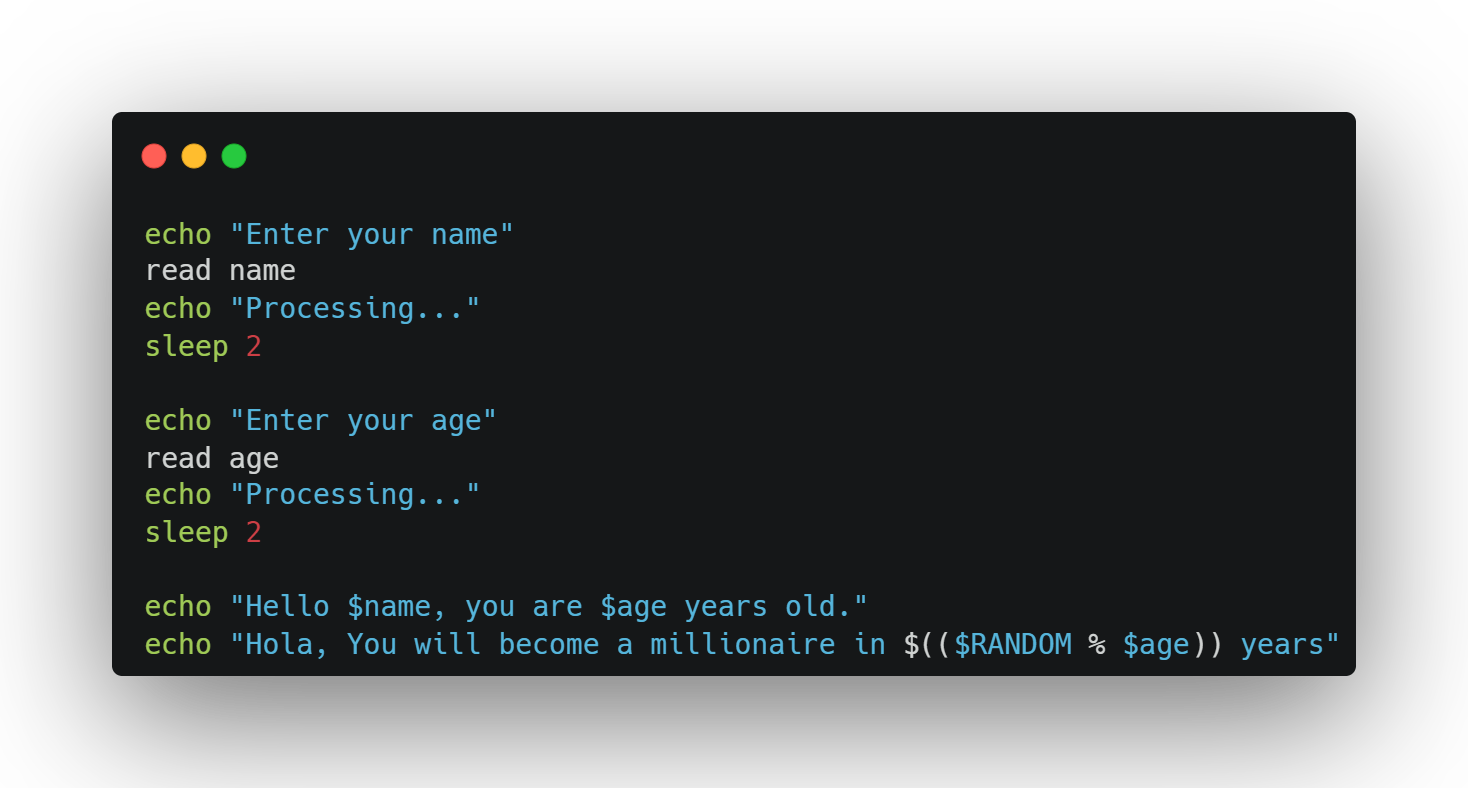 echo "Enter your name"
read name
echo "Processing..."
sleep 2
echo "Enter your age"
read age
echo "Processing..."
sleep 2
echo "Hello $name, you are $age years old."
echo "Hola, You will become a millionaire in $(($RANDOM % $age)) years"